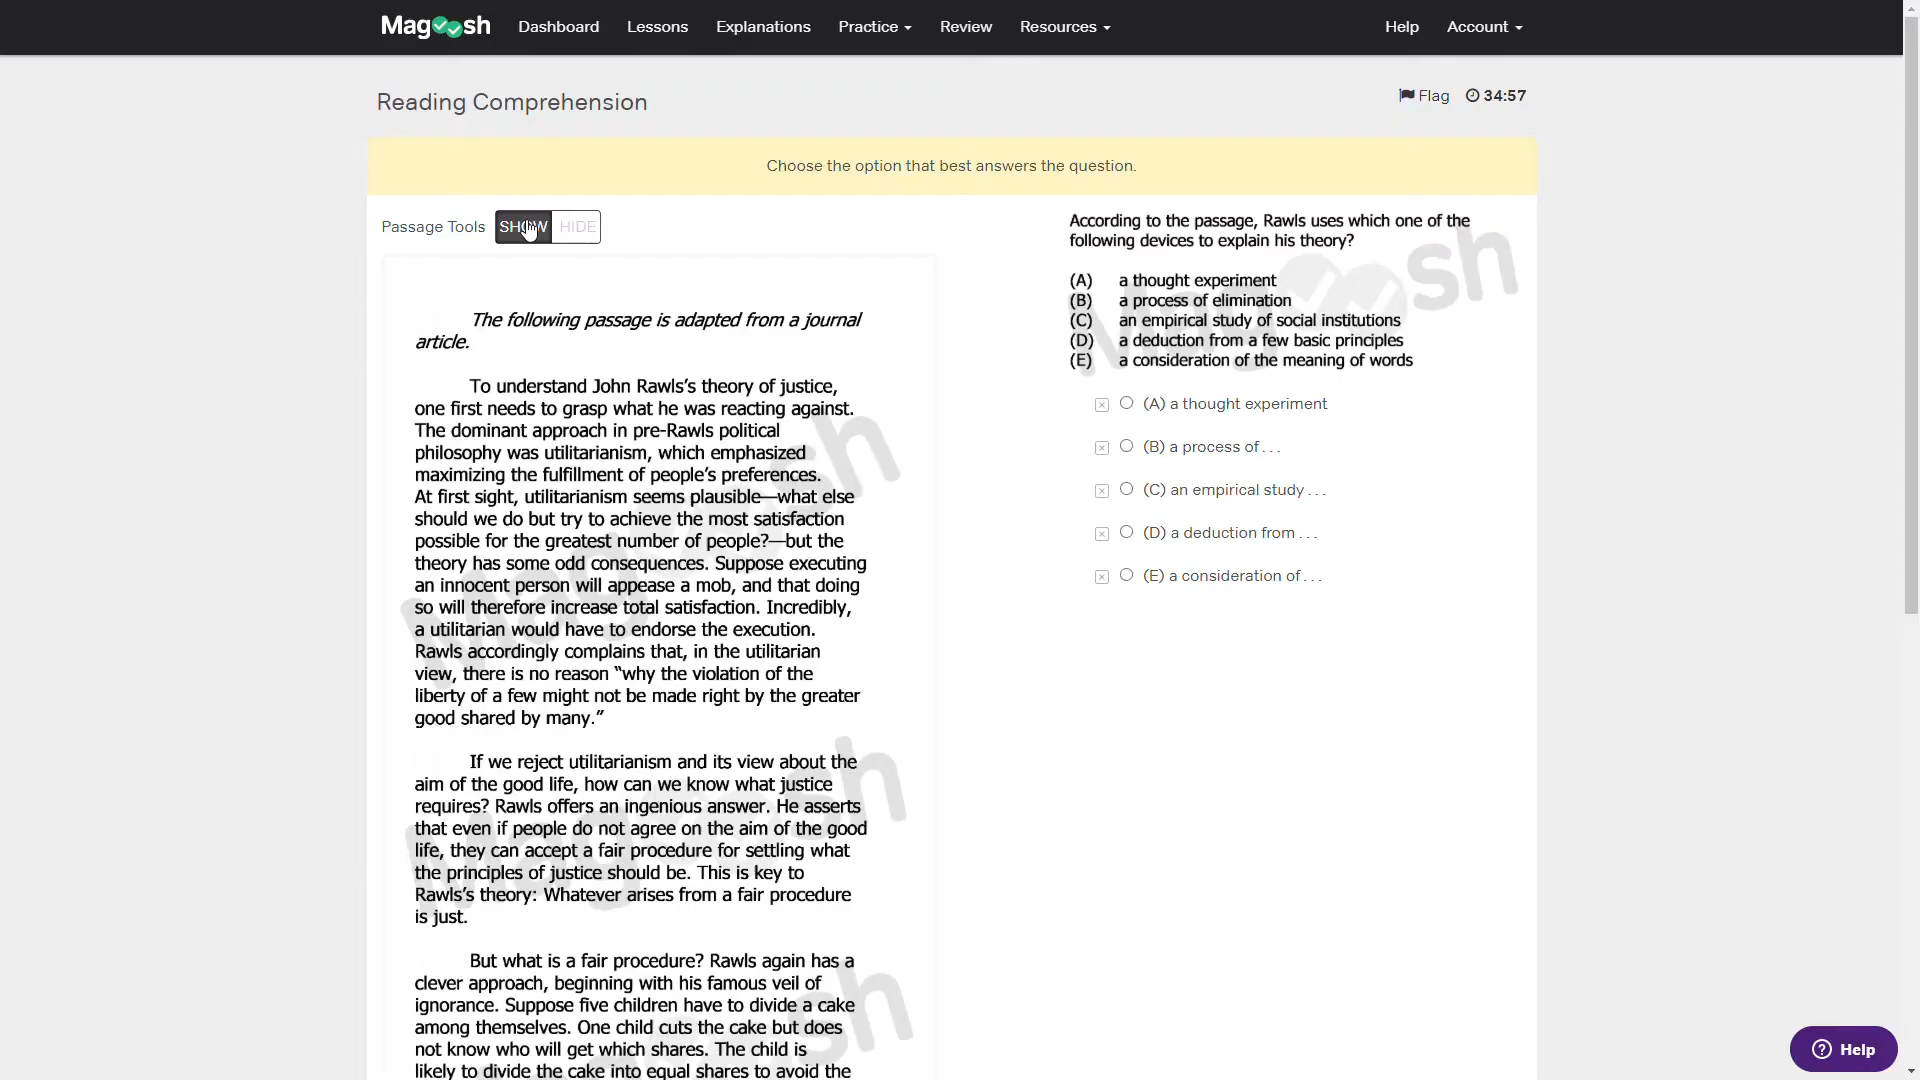 Magoosh Dashboard Lessons Explanations Practice Review Resources Help Account
Reading Comprehension
Flag 34:57
Choose the option that best answers the question.
Passage Tools SHOW HIDE
The following passage is adapted from a journal
article.
To understand John Rawls’s theory of justice,
one first needs to grasp what he was reacting against.
The dominant approach in pre-Rawls political
philosophy was utilitarianism, which emphasized
maximizing the fulfillment of people’s preferences.
At first sight, utilitarianism seems plausible—what else
should we do but try to achieve the most satisfaction
possible for the greatest number of people?—but the
theory has some odd consequences. Suppose executing
an innocent person will appease a mob, and that doing
so will therefore increase total satisfaction. Incredibly,
a utilitarian would have to endorse the execution.
Rawls accordingly complains that, in the utilitarian
view, there is no reason “why the violation of the
liberty of a few might not be made right by the greater
good shared by many.”
If we reject utilitarianism and its view about the
aim of the good life, how can we know what justice
requires? Rawls offers an ingenious answer. He asserts
that even if people do not agree on the aim of the good
life, they can accept a fair procedure for settling what
the principles of justice should be. This is key to
Rawls’s theory: Whatever arises from a fair procedure
is just.
But what is a fair procedure? Rawls again has a
clever approach, beginning with his famous veil of
ignorance. Suppose five children have to divide a cake
among themselves. One child cuts the cake but does
not know who will get which shares. The child is
likely to divide the cake into equal shares to avoid the
According to the passage, Rawls uses which one of the
following devices to explain his theory?
(A) a thought experiment
(B) a process of elimination
(C) an empirical study of social institutions
(D) a deduction from a few basic principles
(E) a consideration of the meaning of words
(A) a thought experiment
(B) a process of . . .
(C) an empirical study . . .
(D) a deduction from . . .
(E) a consideration of . . .
Magoosh
Magoosh
Magoosh
Magoosh
Help